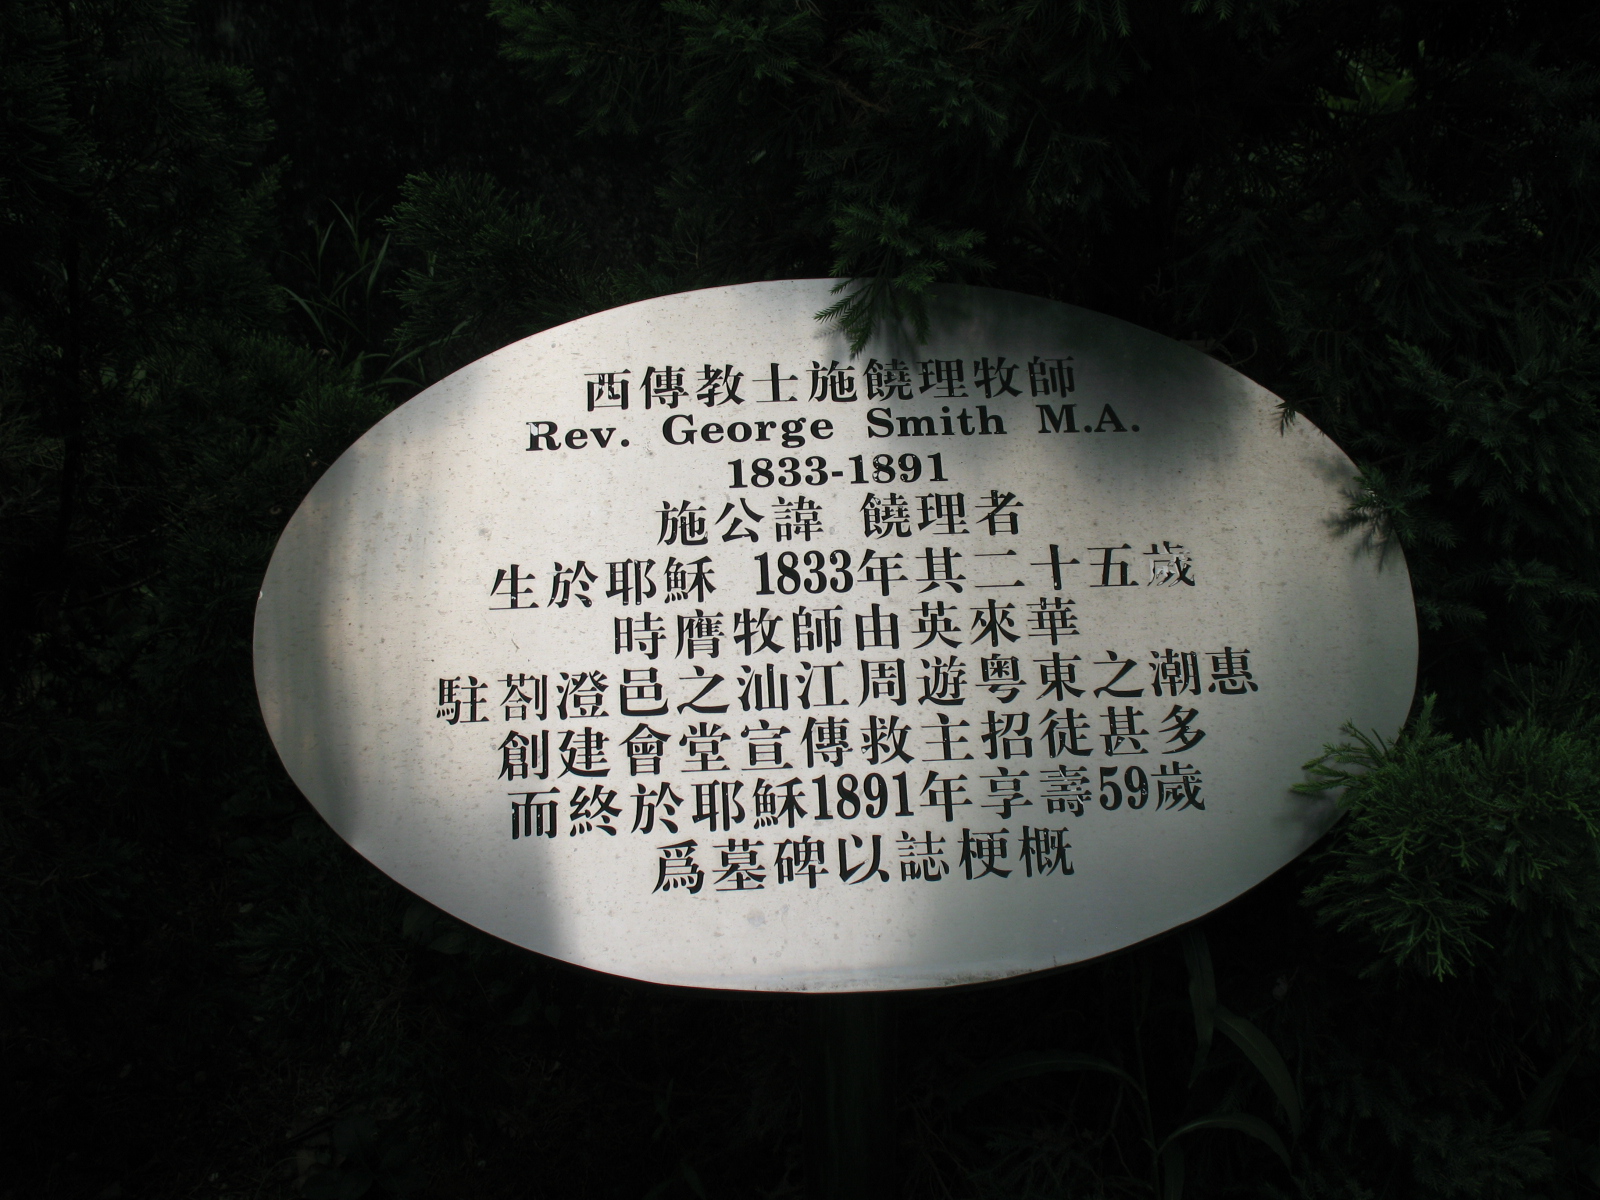 西傳教士施饒理牧師
Rev. George Smith M.A.
1833-1891
施公諱 饒理者
生於耶穌 1833年其二十五歲
時膺牧師由英來華
駐劄澄邑之汕江周遊粵東之潮惠
創建會堂宣傳救主招徒甚多
而終於耶穌1891年享壽59歲
爲墓碑以誌梗概